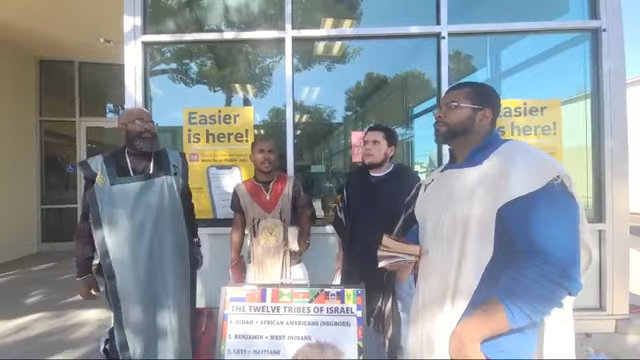 Easier
is here!
Easier
is here!
THE TWELVE TRIBES OF ISRAEL
1. JUDAH = AFRICAN AMERICANS (NEGROES)
2. BENJAMIN = WEST INDIANS
3. LEVI = HAITIANS